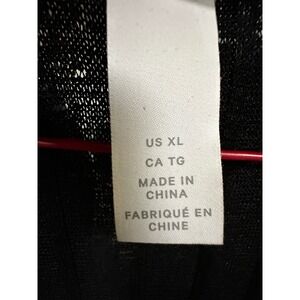 US XL
CA TG
MADE IN
CHINA
FABRIQUÉ EN
CHINE